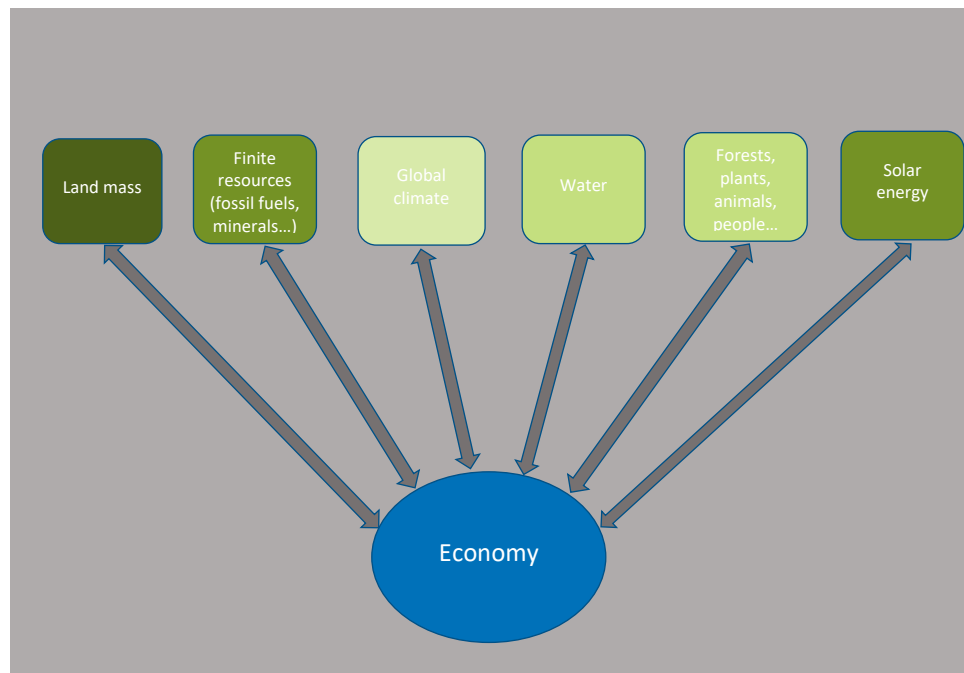 Land mass
Finite
resources
(fossil fuels,
minerals…)
Global
climate
Water
Forests,
plants,
animals,
people…
Solar
energy
Economy